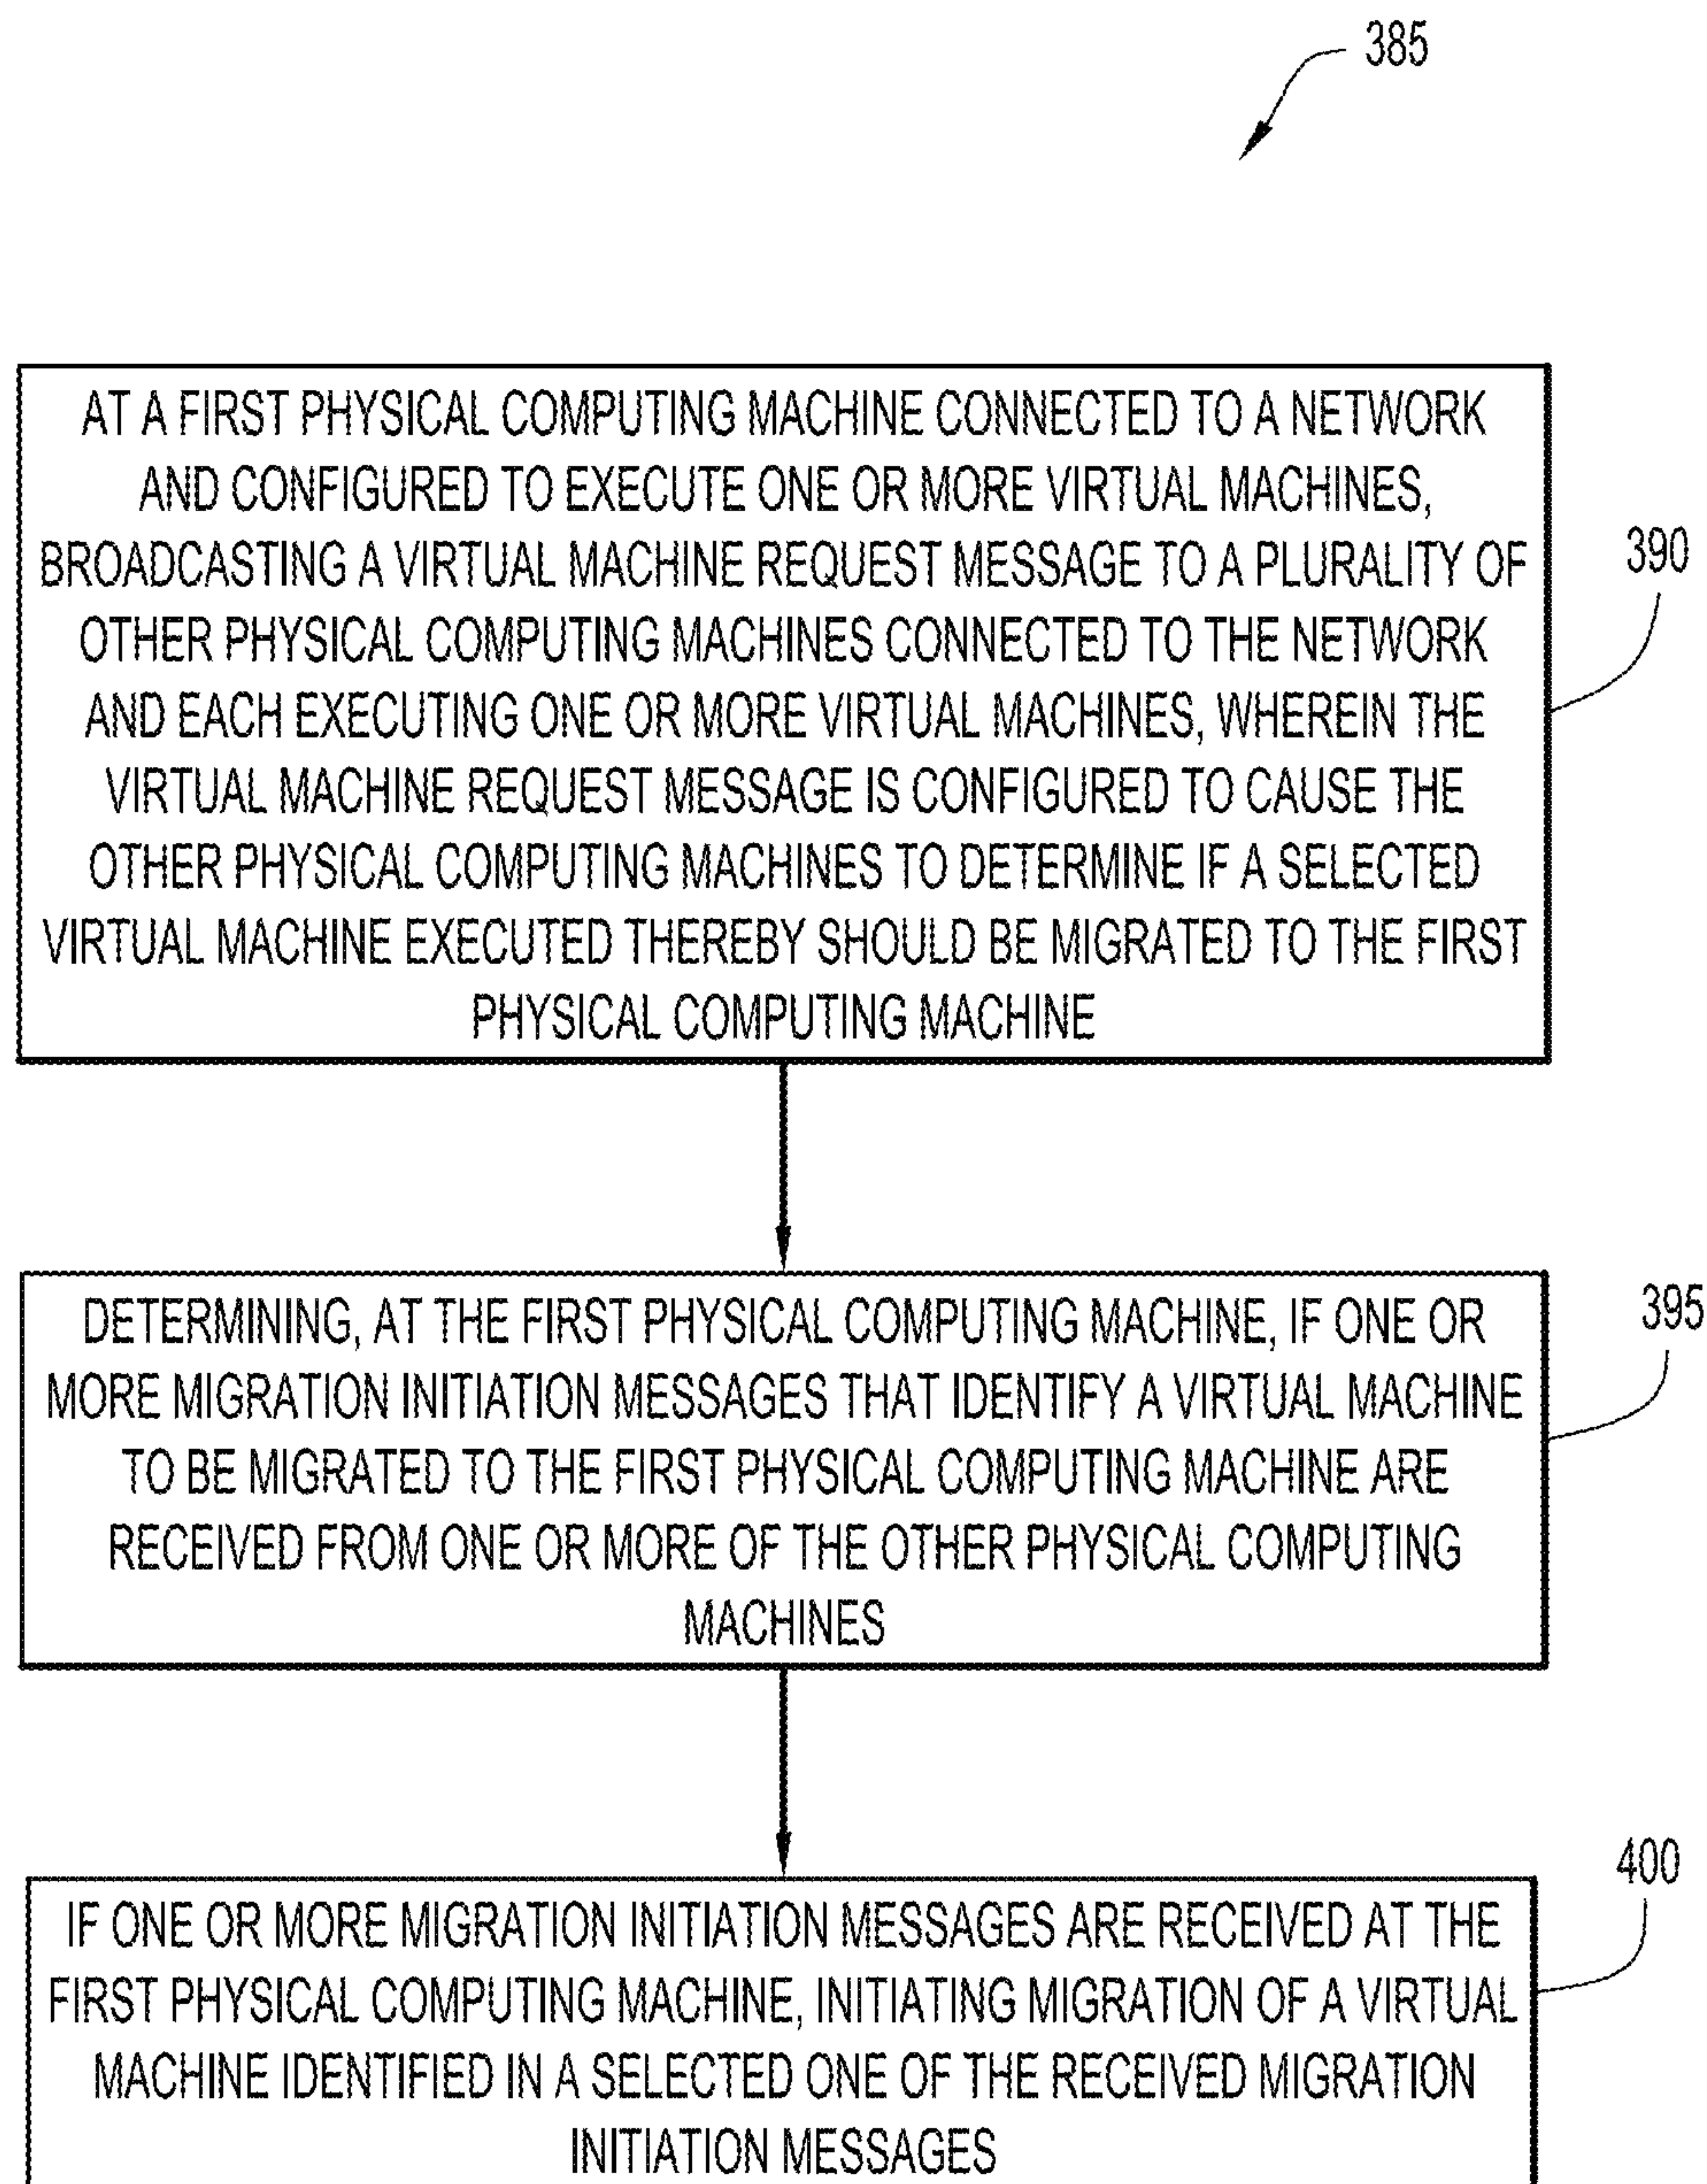 385
AT A FIRST PHYSICAL COMPUTING MACHINE CONNECTED TO A NETWORK
AND CONFIGURED TO EXECUTE ONE OR MORE VIRTUAL MACHINES,
BROADCASTING A VIRTUAL MACHINE REQUEST MESSAGE TO A PLURALITY OF
OTHER PHYSICAL COMPUTING MACHINES CONNECTED TO THE NETWORK
AND EACH EXECUTING ONE OR MORE VIRTUAL MACHINES, WHEREIN THE
VIRTUAL MACHINE REQUEST MESSAGE IS CONFIGURED TO CAUSE THE
OTHER PHYSICAL COMPUTING MACHINES TO DETERMINE IF A SELECTED
VIRTUAL MACHINE EXECUTED THEREBY SHOULD BE MIGRATED TO THE FIRST
PHYSICAL COMPUTING MACHINE
390
DETERMINING, AT THE FIRST PHYSICAL COMPUTING MACHINE, IF ONE OR
MORE MIGRATION INITIATION MESSAGES THAT IDENTIFY A VIRTUAL MACHINE
TO BE MIGRATED TO THE FIRST PHYSICAL COMPUTING MACHINE ARE
RECEIVED FROM ONE OR MORE OF THE OTHER PHYSICAL COMPUTING
MACHINES
395
IF ONE OR MORE MIGRATION INITIATION MESSAGES ARE RECEIVED AT THE
FIRST PHYSICAL COMPUTING MACHINE, INITIATING MIGRATION OF A VIRTUAL
MACHINE IDENTIFIED IN A SELECTED ONE OF THE RECEIVED MIGRATION
INITIATION MESSAGES
400